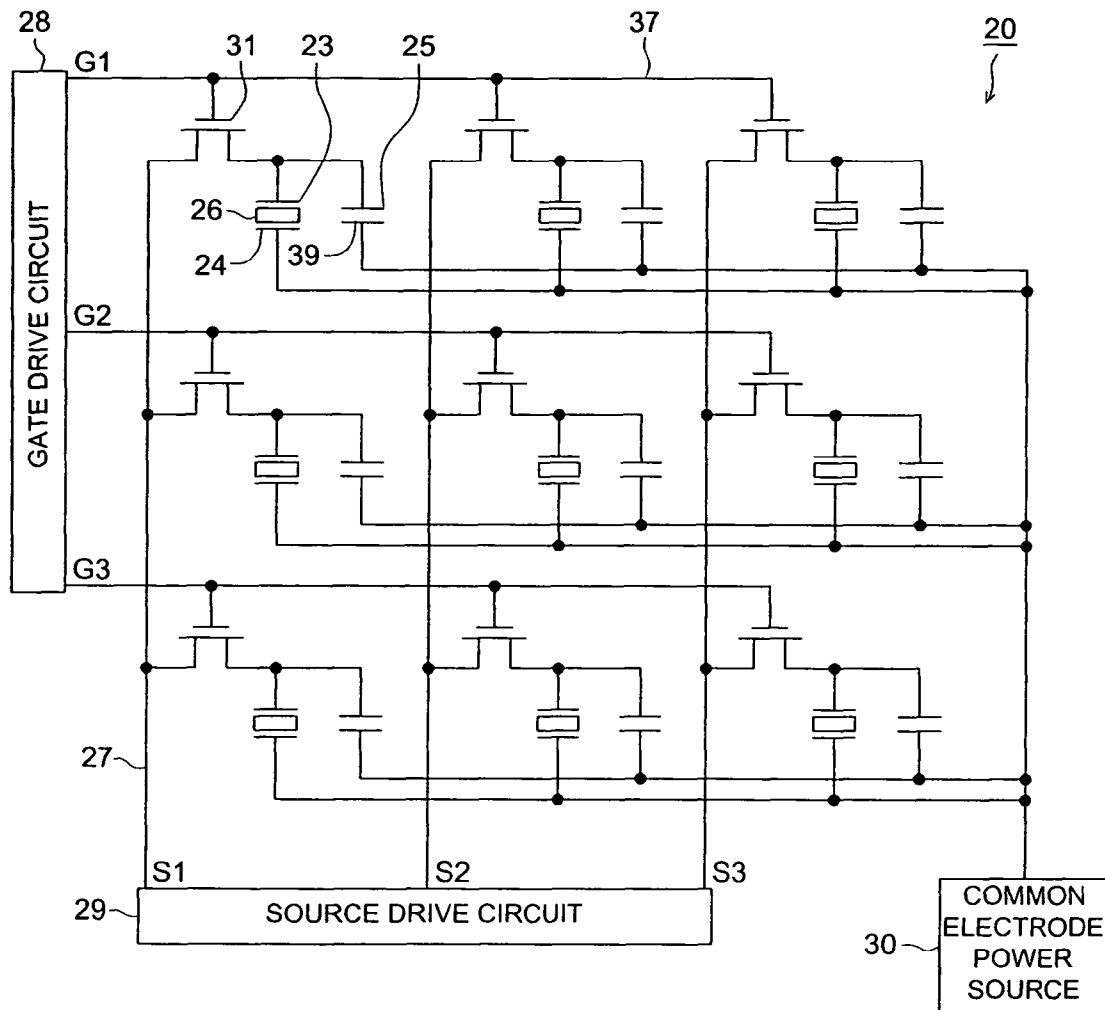 28
G1
31
23
25
37
20
26
24
39
GATE DRIVE CIRCUIT
G2
G3
27
S1
S2
S3
29
SOURCE DRIVE CIRCUIT
30
COMMON
ELECTRODE
POWER
SOURCE